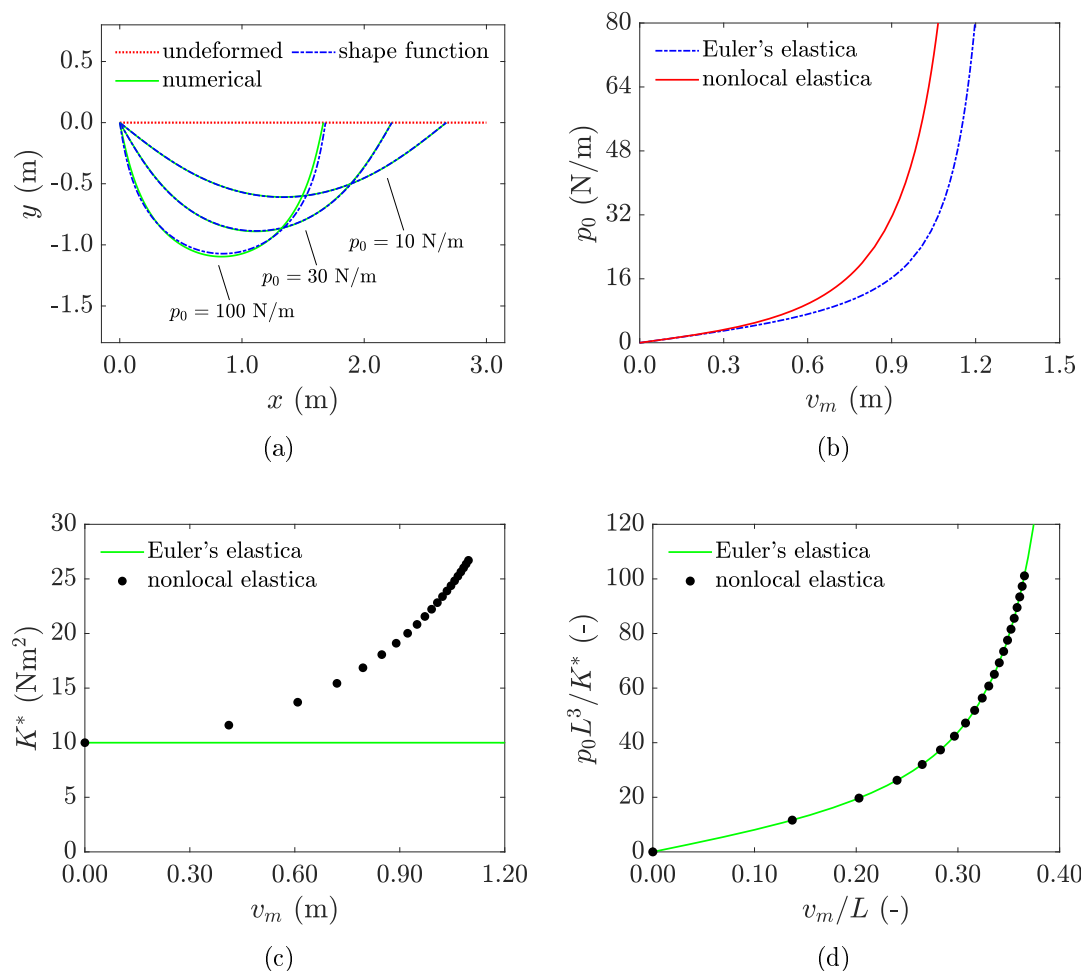 undeformed
shape function
numerical
0.5
0.0
-0.5
-1.0
-1.5
y (m)
p₀ = 10 N/m
p₀ = 30 N/m
p₀ = 100 N/m
0.0 1.0 2.0 3.0
x (m)
(a)
80
64
48
32
16
0
p₀ (N/m)
Euler's elastica
nonlocal elastica
0.0 0.3 0.6 0.9 1.2 1.5
vₘ (m)
(b)
30
25
20
15
10
5
0
K* (Nm²)
Euler's elastica
nonlocal elastica
0.00 0.30 0.60 0.90 1.20
vₘ (m)
(c)
120
100
80
60
40
20
0
p₀L³/K* (-)
Euler's elastica
nonlocal elastica
0.00 0.10 0.20 0.30 0.40
vₘ/L (-)
(d)